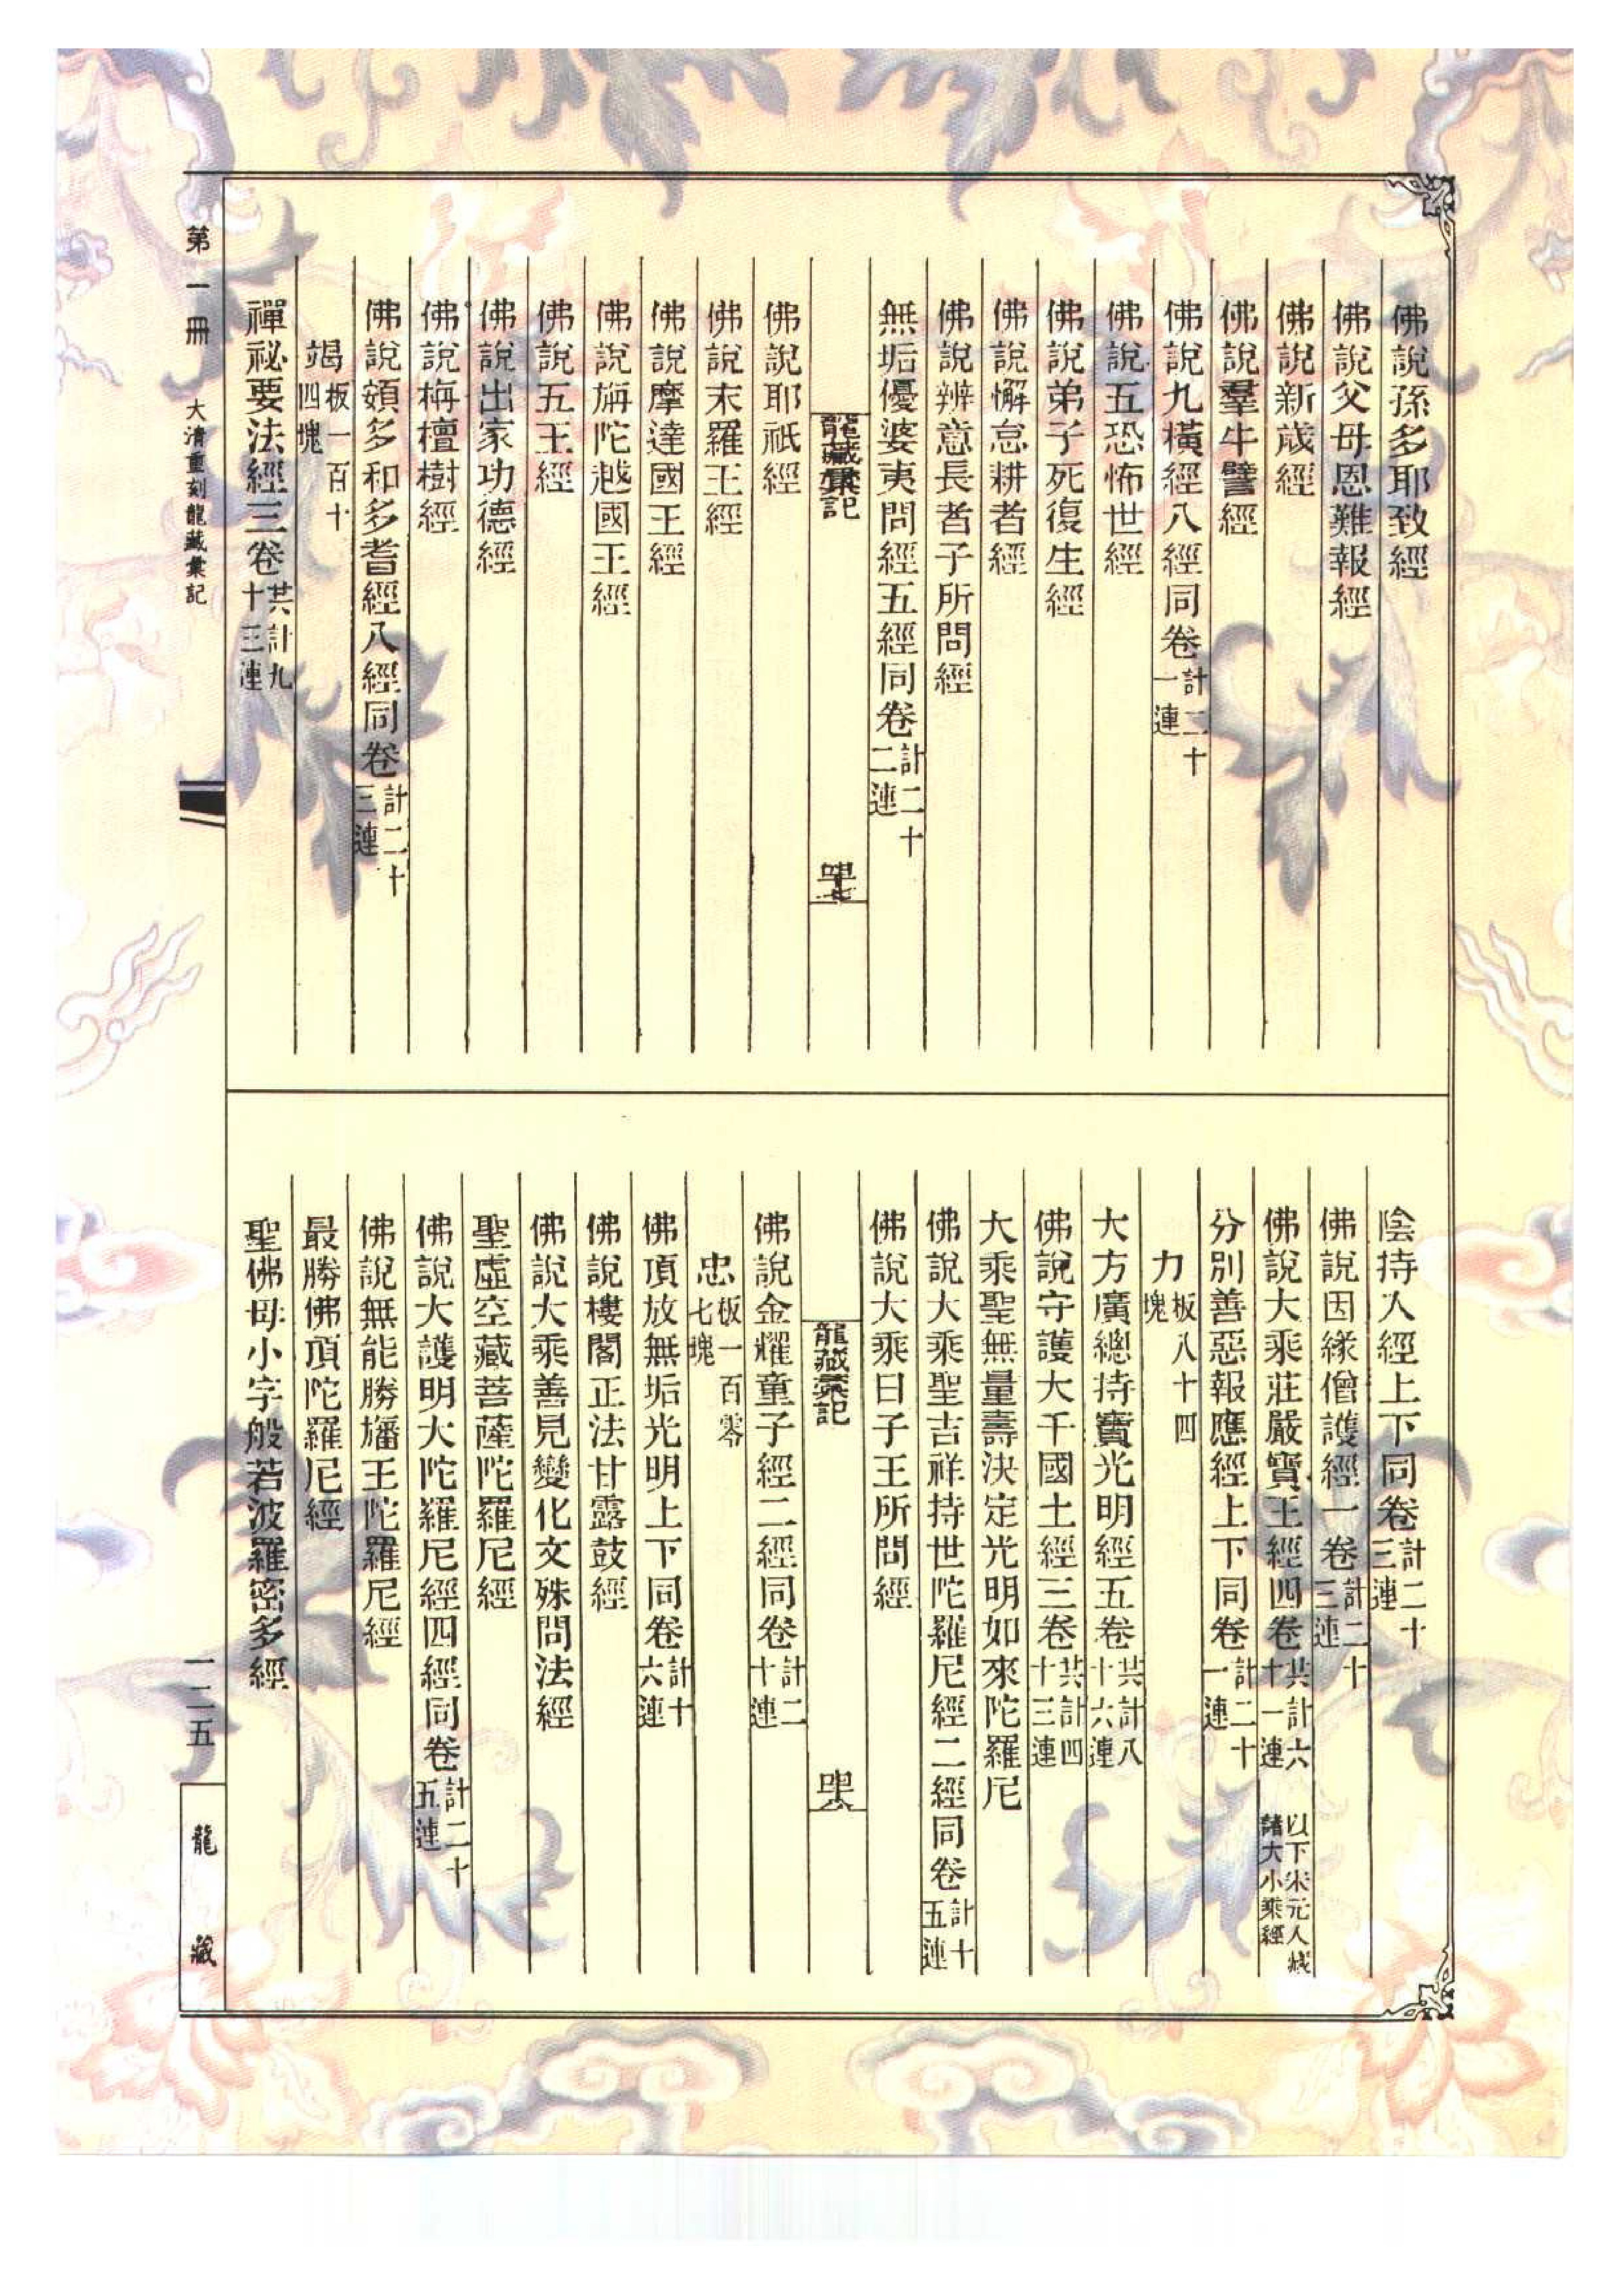 佛說孫多耶致經
佛說父母恩難報經
佛說新歲經
佛說羣牛譬經
佛說九橫經八經同卷計二十一連
佛說五恐怖世經
佛說弟子死復生經
佛說懈怠耕者經
佛說辨意長者子所問經
無垢優婆夷問經五經同卷計二十二連
龍藏彙記
四十七
佛說耶祇經
佛說末羅王經
佛說摩達國王經
佛說旃陀越國王經
佛說五王經
佛說出家功德經
佛說栴檀樹經
佛說頞多和多耆經八經同卷計二十三連
竭板一百十四塊
禪祕要法經三卷共計九十三連
陰持入經上下同卷計二十三連
佛說因緣僧護經一卷計二十三連
佛說大乘莊嚴寶王經四卷共計六十一連 以下宋元入藏諸大小乘經
分別善惡報應經上下同卷計二十一連
力板八十四塊
大方廣總持寶光明經五卷共計八十六連
佛說守護大千國土經三卷共計四十三連
大乘聖無量壽決定光明如來陀羅尼
佛說大乘聖吉祥持世陀羅尼經二經同卷計十五連
佛說大乘日子王所問經
龍藏彙記
四十八
佛說金耀童子經二經同卷計二十連
忠板一百零七塊
佛頂放無垢光明上下同卷計十六連
佛說樓閣正法甘露鼓經
佛說大乘善見變化文殊問法經
聖虛空藏菩薩陀羅尼經
佛說大護明大陀羅尼經四經同卷計二十五連
佛說無能勝旛王陀羅尼經
最勝佛頂陀羅尼經
聖佛母小字般若波羅密多經
第一冊 大清重刻龍藏彙記
一二五
龍藏